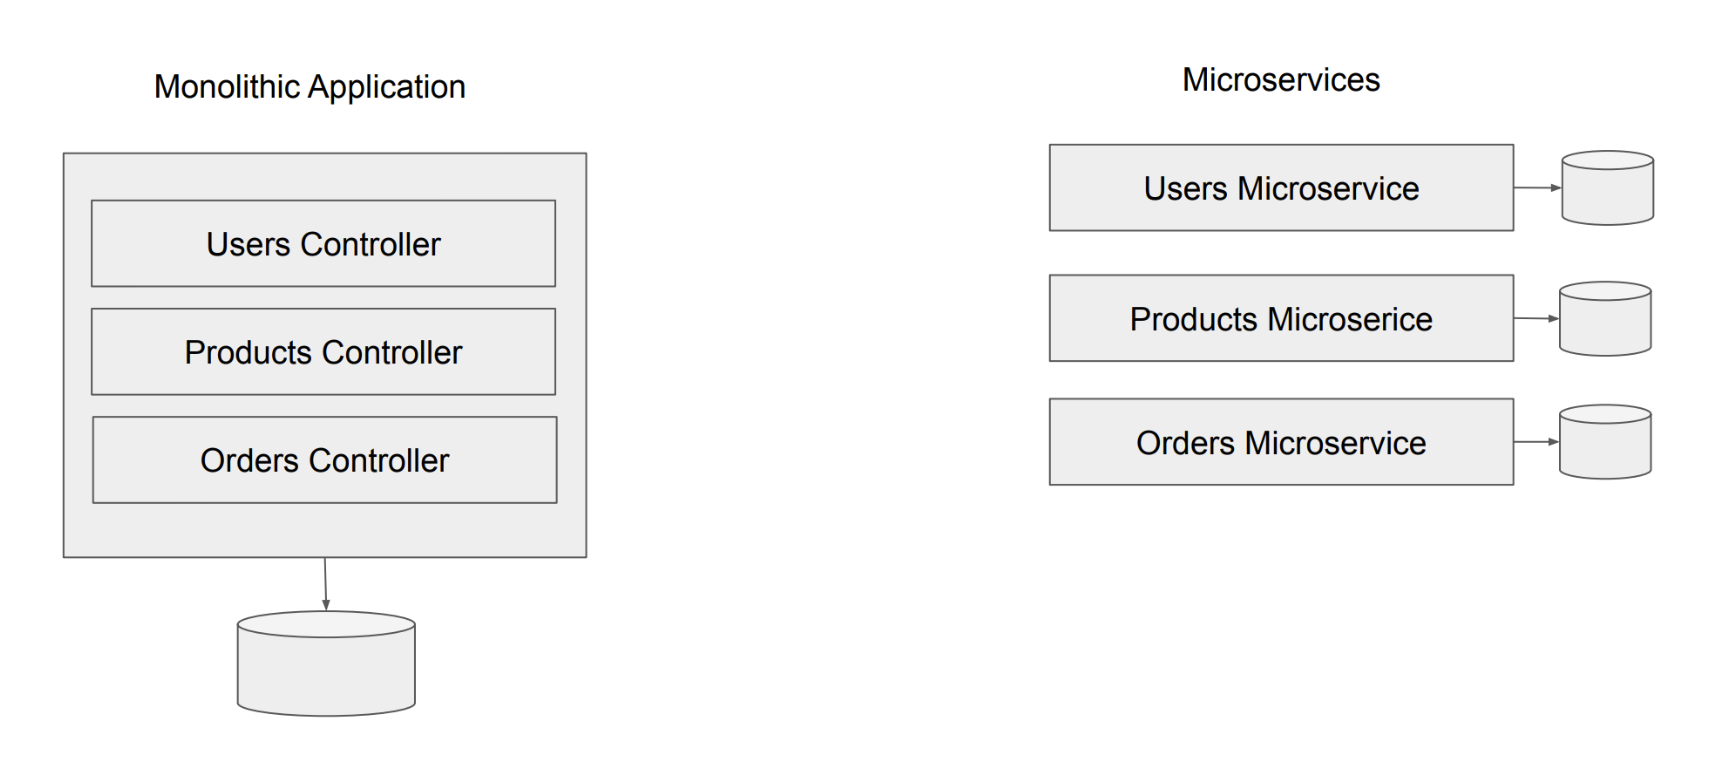 Monolithic Application
Users Controller
Products Controller
Orders Controller
Microservices
Users Microservice
Products Microserice
Orders Microservice